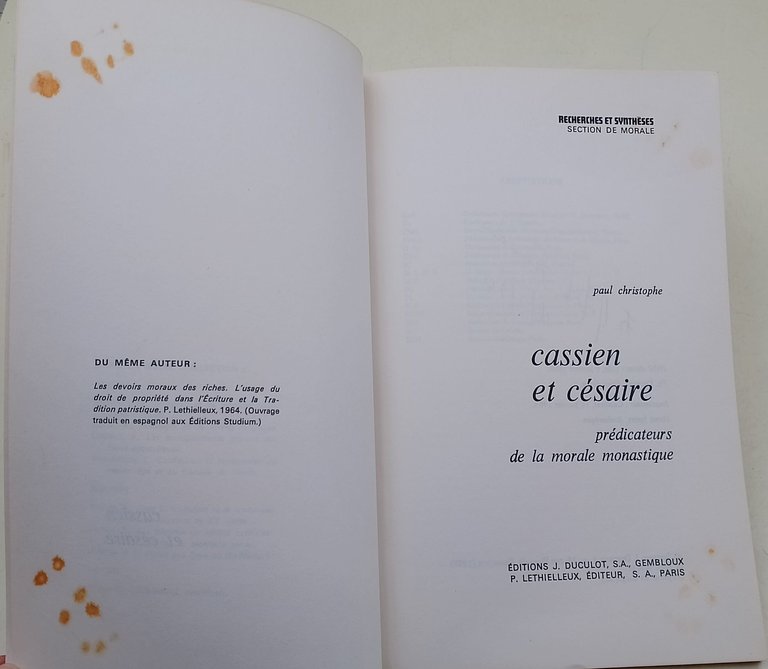 DU MÊME AUTEUR :
Les devoirs moraux des riches. L'usage du
droit de propriété dans l'Écriture et la Tra-
dition patristique. P. Lethielleux, 1964. (Ouvrage
traduit en espagnol aux Éditions Studium.)
RECHERCHES ET SYNTHÈSES
SECTION DE MORALE
paul christophe
cassien
et césaire
prédicateurs
de la morale monastique
ÉDITIONS J. DUCULOT, S.A., GEMBLOUX
P. LETHIELLEUX, ÉDITEUR, S. A., PARIS